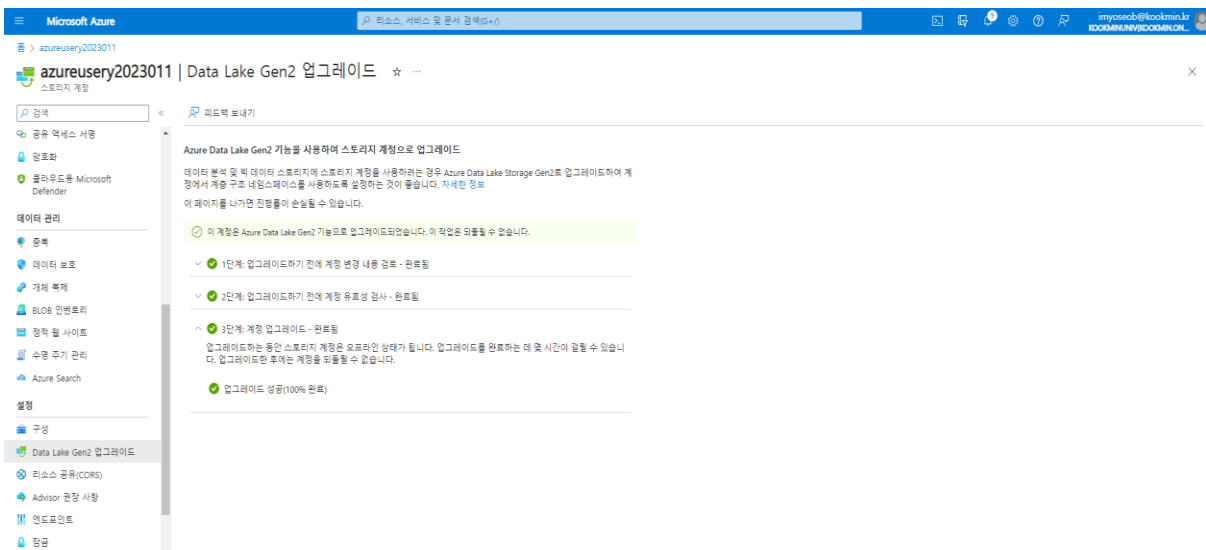 Microsoft Azure
리소스, 서비스 및 문서 검색(G+/)
9
imyoseob@kookmin.kr
KOOKMINUNIV(KOOKMIN.ON...
홈 > azureusery2023011
azureusery2023011 | Data Lake Gen2 업그레이드
스토리지 계정
검색
피드백 보내기
공유 액세스 서명
암호화
클라우드용 Microsoft
Defender
데이터 관리
중복
데이터 보호
개체 복제
BLOB 인벤토리
정적 웹 사이트
수명 주기 관리
Azure Search
설정
구성
Data Lake Gen2 업그레이드
리소스 공유(CORS)
Advisor 권장 사항
엔드포인트
잠금
Azure Data Lake Gen2 기능을 사용하여 스토리지 계정으로 업그레이드
데이터 분석 및 빅 데이터 스토리지에 스토리지 계정을 사용하려는 경우 Azure Data Lake Storage Gen2로 업그레이드하여 계
정에서 계층 구조 네임스페이스를 사용하도록 설정하는 것이 좋습니다. 자세한 정보
이 페이지를 나가면 진행률이 손실될 수 있습니다.
이 계정은 Azure Data Lake Gen2 기능으로 업그레이드되었습니다. 이 작업은 되돌릴 수 없습니다.
1단계: 업그레이드하기 전에 계정 변경 내용 검토 - 완료됨
2단계: 업그레이드하기 전에 계정 유효성 검사 - 완료됨
3단계: 계정 업그레이드 - 완료됨
업그레이드하는 동안 스토리지 계정은 오프라인 상태가 됩니다. 업그레이드를 완료하는 데 몇 시간이 걸릴 수 있습니
다. 업그레이드한 후에는 계정을 되돌릴 수 없습니다.
업그레이드 성공(100% 완료)